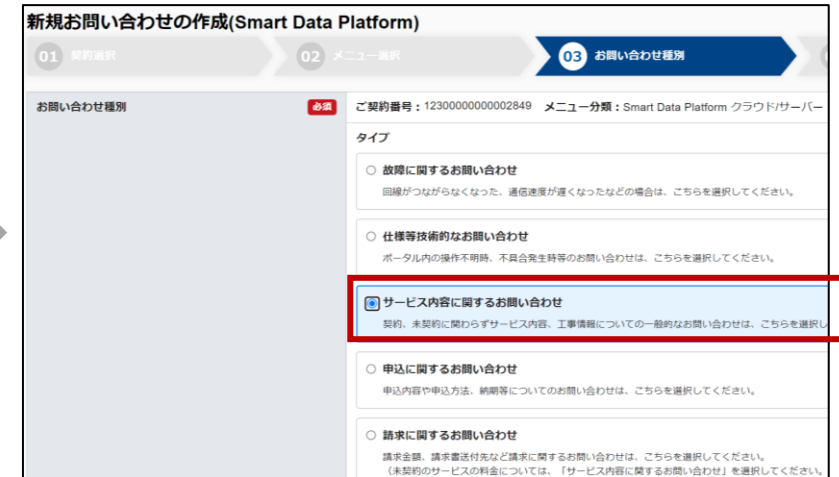 新規お問い合わせの作成(Smart Data Platform)
01 契約選択
02 メニュー選択
03 お問い合わせ種別
お問い合わせ種別 必須
ご契約番号：12300000000002849 メニュー分類：Smart Data Platform クラウド/サーバー
タイプ
故障に関するお問い合わせ
回線がつながらなくなった、通信速度が遅くなったなどの場合は、こちらを選択してください。
仕様等技術的なお問い合わせ
ポータル内の操作不明時、不具合発生時等のお問い合わせは、こちらを選択してください。
サービス内容に関するお問い合わせ
契約、未契約に関わらずサービス内容、工事情報についての一般的なお問い合わせは、こちらを選択し
申込に関するお問い合わせ
申込内容や申込方法、納期等についてのお問い合わせは、こちらを選択してください。
請求に関するお問い合わせ
請求金額、請求書送付先など請求に関するお問い合わせは、こちらを選択してください。
（未契約のサービスの料金については、「サービス内容に関するお問い合わせ」を選択してください。